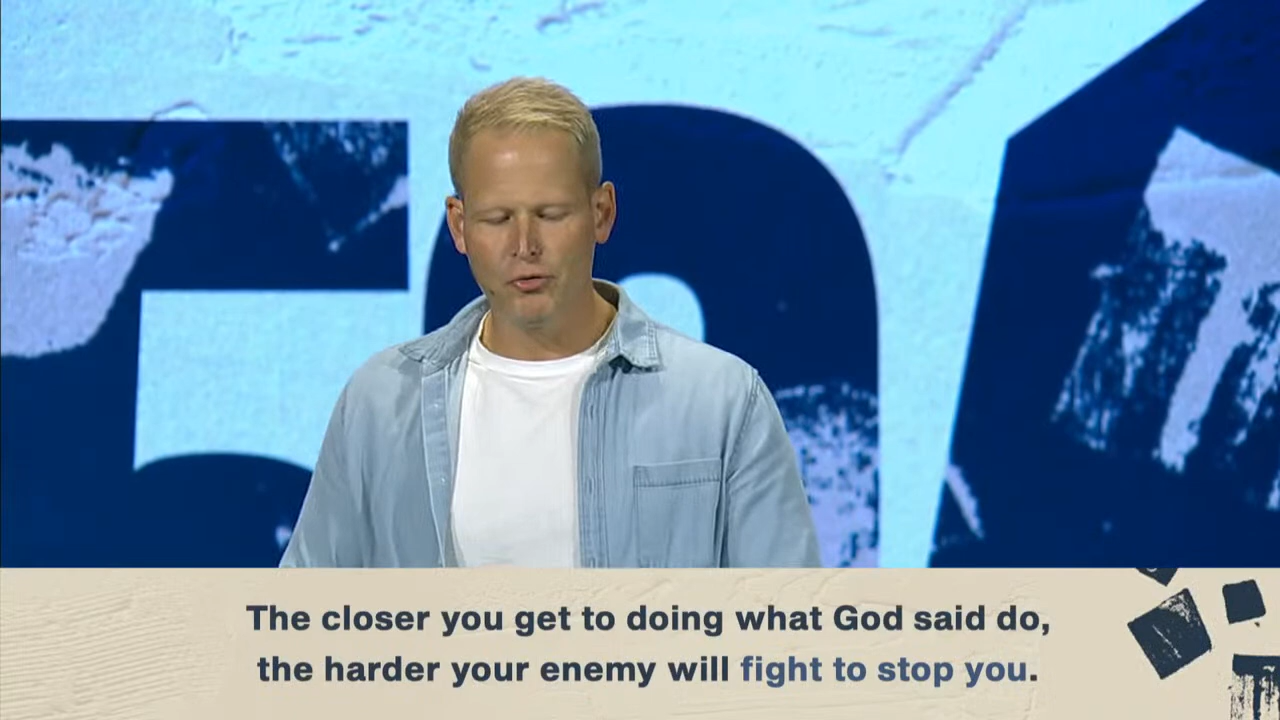 The closer you get to doing what God said do,
the harder your enemy will fight to stop you.